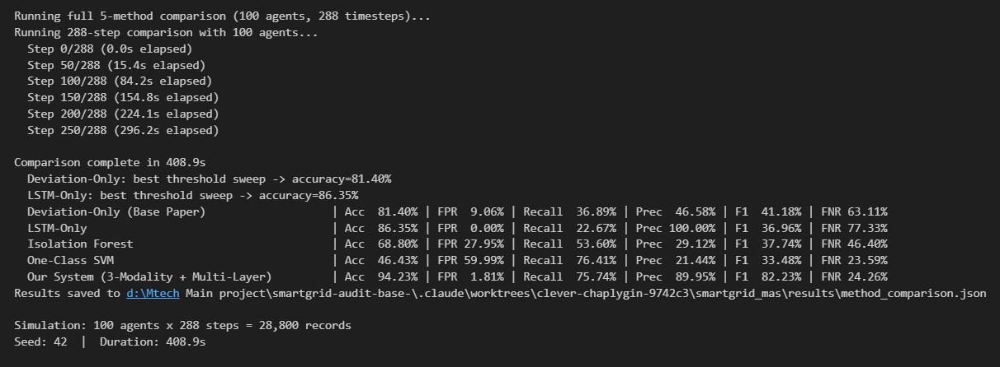 Running full 5-method comparison (100 agents, 288 timesteps)...
Running 288-step comparison with 100 agents...
  Step 0/288 (0.0s elapsed)
  Step 50/288 (15.4s elapsed)
  Step 100/288 (84.2s elapsed)
  Step 150/288 (154.8s elapsed)
  Step 200/288 (224.1s elapsed)
  Step 250/288 (296.2s elapsed)

Comparison complete in 408.9s
  Deviation-Only: best threshold sweep -> accuracy=81.40%
  LSTM-Only: best threshold sweep -> accuracy=86.35%
  Deviation-Only (Base Paper)                   | Acc  81.40% | FPR  9.06% | Recall  36.89% | Prec  46.58% | F1  41.18% | FNR 63.11%
  LSTM-Only                                     | Acc  86.35% | FPR  0.00% | Recall  22.67% | Prec 100.00% | F1  36.96% | FNR 77.33%
  Isolation Forest                              | Acc  68.80% | FPR 27.95% | Recall  53.60% | Prec  29.12% | F1  37.74% | FNR 46.40%
  One-Class SVM                                 | Acc  46.43% | FPR 59.99% | Recall  76.41% | Prec  21.44% | F1  33.48% | FNR 23.59%
  Our System (3-Modality + Multi-Layer)         | Acc  94.23% | FPR  1.81% | Recall  75.74% | Prec  89.95% | F1  82.23% | FNR 24.26%
Results saved to d:\Mtech Main project\smartgrid-audit-base-\.claude\worktrees\clever-chaplygin-9742c3\smartgrid_mas\results\method_comparison.json

Simulation: 100 agents x 288 steps = 28,800 records
Seed: 42  |  Duration: 408.9s